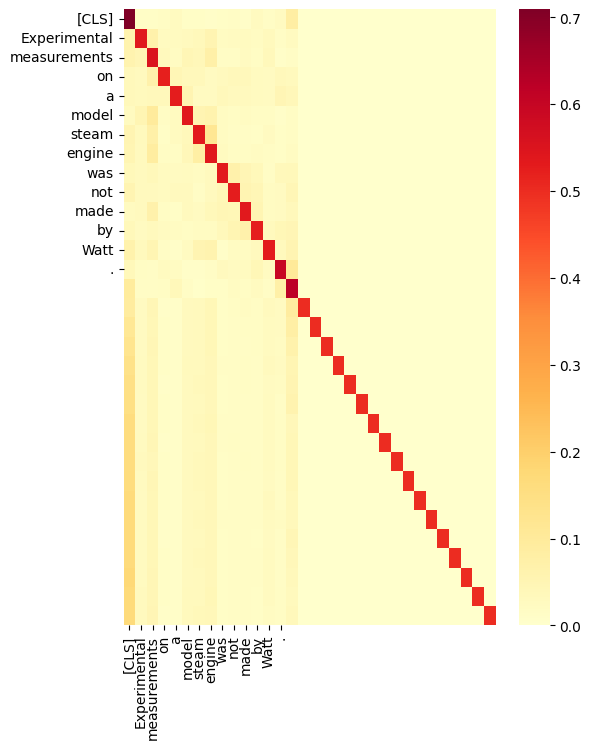 [CLS]
Experimental
measurements
on
a
model
steam
engine
was
not
made
by
Watt
.
[CLS]
Experimental
measurements
on
a
model
steam
engine
was
not
made
by
Watt
.
0.7
0.6
0.5
0.4
0.3
0.2
0.1
0.0